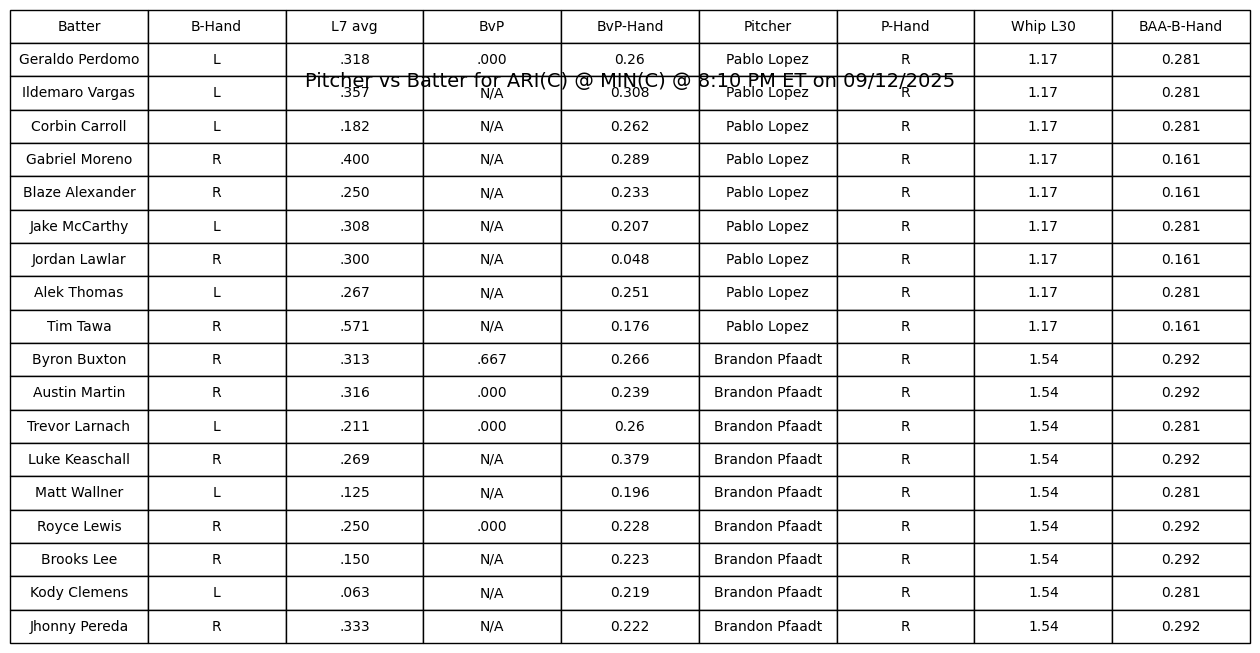 Batter B-Hand L7 avg BvP BvP-Hand Pitcher P-Hand Whip L30 BAA-B-Hand
Geraldo Perdomo L .318 .000 0.26 Pablo Lopez R 1.17 0.281
Pitcher vs Batter for ARI(C) @ MIN(C) @ 8:10 PM ET on 09/12/2025
Ildemaro Vargas L .357 N/A 0.308 Pablo Lopez R 1.17 0.281
Corbin Carroll L .182 N/A 0.262 Pablo Lopez R 1.17 0.281
Gabriel Moreno R .400 N/A 0.289 Pablo Lopez R 1.17 0.161
Blaze Alexander R .250 N/A 0.233 Pablo Lopez R 1.17 0.161
Jake McCarthy L .308 N/A 0.207 Pablo Lopez R 1.17 0.281
Jordan Lawlar R .300 N/A 0.048 Pablo Lopez R 1.17 0.161
Alek Thomas L .267 N/A 0.251 Pablo Lopez R 1.17 0.281
Tim Tawa R .571 N/A 0.176 Pablo Lopez R 1.17 0.161
Byron Buxton R .313 .667 0.266 Brandon Pfaadt R 1.54 0.292
Austin Martin R .316 .000 0.239 Brandon Pfaadt R 1.54 0.292
Trevor Larnach L .211 .000 0.26 Brandon Pfaadt R 1.54 0.281
Luke Keaschall R .269 N/A 0.379 Brandon Pfaadt R 1.54 0.292
Matt Wallner L .125 N/A 0.196 Brandon Pfaadt R 1.54 0.281
Royce Lewis R .250 .000 0.228 Brandon Pfaadt R 1.54 0.292
Brooks Lee R .150 N/A 0.223 Brandon Pfaadt R 1.54 0.292
Kody Clemens L .063 N/A 0.219 Brandon Pfaadt R 1.54 0.281
Jhonny Pereda R .333 N/A 0.222 Brandon Pfaadt R 1.54 0.292